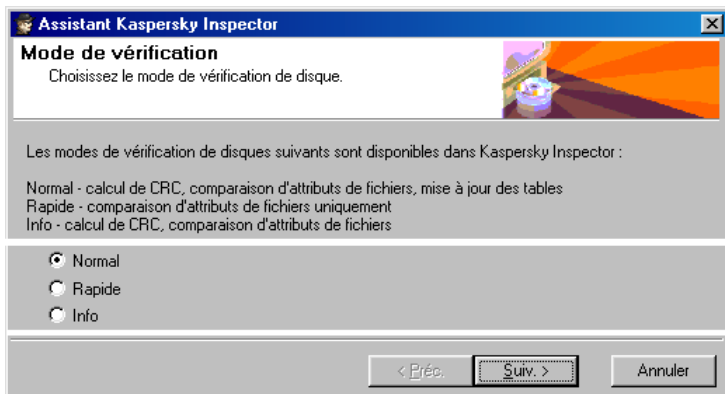 Assistant Kaspersky Inspector
Mode de vérification
Choisissez le mode de vérification de disque.
Les modes de vérification de disques suivants sont disponibles dans Kaspersky Inspector :
Normal - calcul de CRC, comparaison d'attributs de fichiers, mise à jour des tables
Rapide - comparaison d'attributs de fichiers uniquement
Info - calcul de CRC, comparaison d'attributs de fichiers
Normal
Rapide
Info
< Préc. Suiv. > Annuler